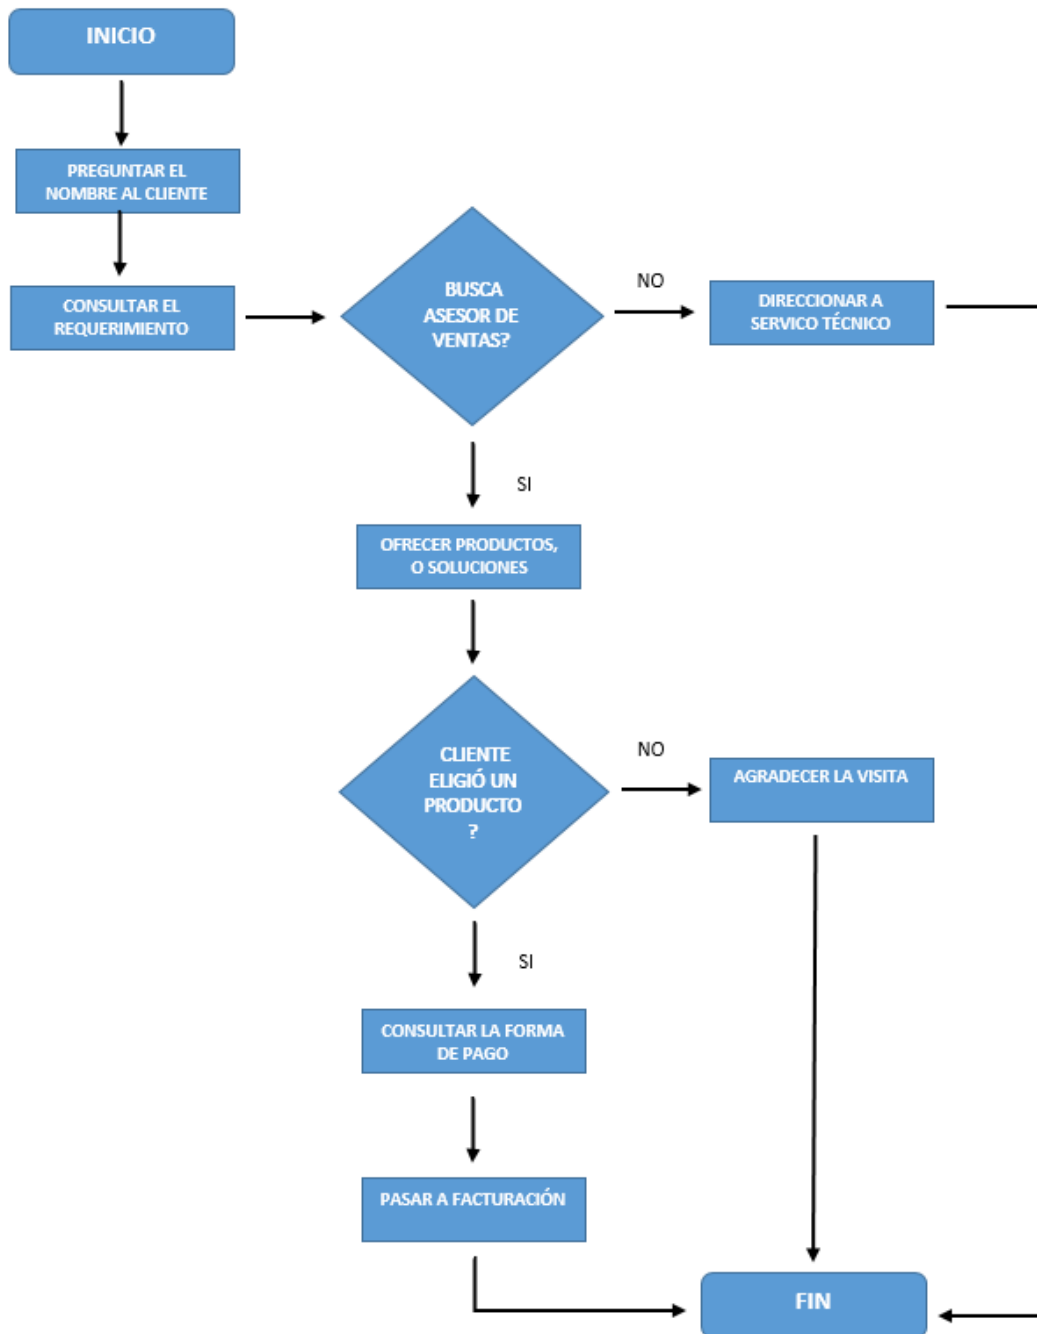 INICIO
PREGUNTAR EL
NOMBRE AL CLIENTE
CONSULTAR EL
REQUERIMIENTO
BUSCA
ASESOR DE
VENTAS?
NO
DIRECCIONAR A
SERVICO TÉCNICO
SI
OFRECER PRODUCTOS,
O SOLUCIONES
CLIENTE
ELIGIÓ UN
PRODUCTO
?
NO
AGRADECER LA VISITA
SI
CONSULTAR LA FORMA
DE PAGO
PASAR A FACTURACIÓN
FIN